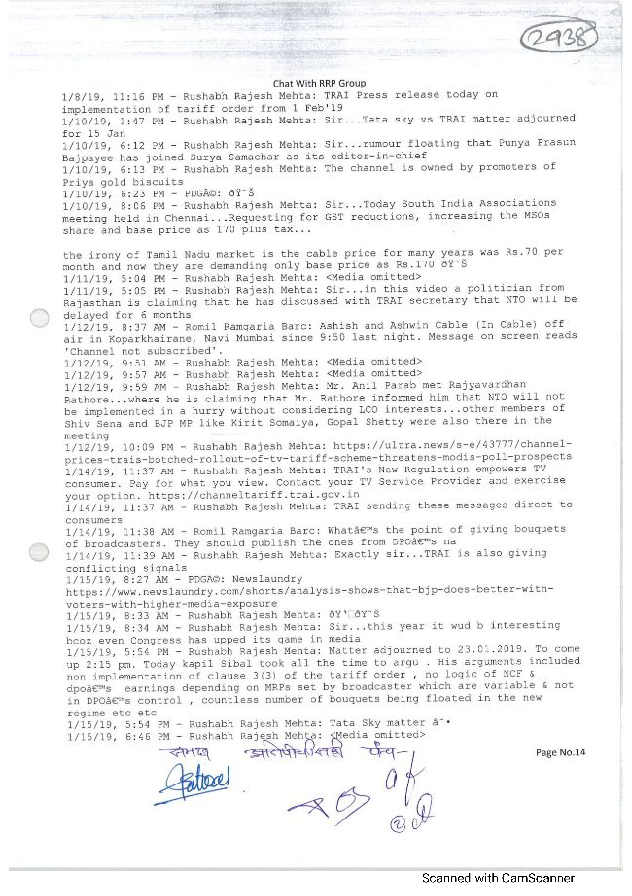 2938
Chat With RRP Group
1/8/19, 11:16 PM - Rushabh Rajesh Mehta: TRAI Press release today on
implementation of tariff order from 1 Feb'19
1/10/19, 1:47 PM - Rushabh Rajesh Mehta: Sir...Tata sky vs TRAI matter adjourned
for 15 Jan
1/10/19, 6:12 PM - Rushabh Rajesh Mehta: Sir...rumour floating that Punya Prasun
Bajpayee has joined Surya Samachar as its editor-in-chief
1/10/19, 6:13 PM - Rushabh Rajesh Mehta: The channel is owned by promoters of
Priya gold biscuits
1/10/19, 6:23 PM - PDGÂ©: ðŸ˜Š
1/10/19, 8:06 PM - Rushabh Rajesh Mehta: Sir...Today South India Associations
meeting held in Chennai...Requesting for GST reductions, increasing the MSOs
share and base price as 170 plus tax...
the irony of Tamil Nadu market is the cable price for many years was Rs.70 per
month and now they are demanding only base price as Rs.170 ðŸ˜Š
1/11/19, 5:04 PM - Rushabh Rajesh Mehta: <Media omitted>
1/11/19, 5:05 PM - Rushabh Rajesh Mehta: Sir...in this video a politician from
Rajasthan is claiming that he has discussed with TRAI secretary that NTO will be
delayed for 6 months
1/12/19, 8:37 AM - Romil Ramgaria Barc: Ashish and Ashwin Cable (In Cable) off
air in Koparkhairane, Navi Mumbai since 9:50 last night. Message on screen reads
'Channel not subscribed'.
1/12/19, 9:51 AM - Rushabh Rajesh Mehta: <Media omitted>
1/12/19, 9:57 AM - Rushabh Rajesh Mehta: <Media omitted>
1/12/19, 9:59 AM - Rushabh Rajesh Mehta: Mr. Anil Parab met Rajyavardhan
Rathore...where he is claiming that Mr. Rathore informed him that NTO will not
be implemented in a hurry without considering LCO interests...other members of
Shiv Sena and BJP MP like Kirit Somaiya, Gopal Shetty were also there in the
meeting
1/12/19, 10:09 PM - Rushabh Rajesh Mehta: https://ultra.news/s-e/43777/channel-
prices-trais-botched-rollout-of-tv-tariff-scheme-threatens-modis-poll-prospects
1/14/19, 11:37 AM - Rushabh Rajesh Mehta: TRAI's New Regulation empowers TV
consumer. Pay for what you view. Contact your TV Service Provider and exercise
your option. https://channeltariff.trai.gov.in
1/14/19, 11:37 AM - Rushabh Rajesh Mehta: TRAI sending these messages direct to
consumers
1/14/19, 11:38 AM - Romil Ramgaria Barc: Whatâ€™s the point of giving bouquets
of broadcasters. They should publish the ones from DPOâ€™s na
1/14/19, 11:39 AM - Rushabh Rajesh Mehta: Exactly sir...TRAI is also giving
conflicting signals
1/15/19, 8:27 AM - PDGÂ©: Newslaundry
https://www.newslaundry.com/shorts/analysis-shows-that-bjp-does-better-with-
voters-with-higher-media-exposure
1/15/19, 8:33 AM - Rushabh Rajesh Mehta:
1/15/19, 8:34 AM - Rushabh Rajesh Mehta: Sir...this year it wud b interesting
bcoz even Congress has upped its game in media
1/15/19, 5:54 PM - Rushabh Rajesh Mehta: Matter adjourned to 23.01.2019. To come
up 2:15 pm. Today kapil Sibal took all the time to argu . His arguments included
non implementation of clause 3(3) of the tariff order , no logic of NCF &
dpoâ€™s earnings depending on MRPs set by broadcaster which are variable & not
in DPOâ€™s control , countless number of bouquets being floated in the new
regime etc etc
1/15/19, 5:54 PM - Rushabh Rajesh Mehta: Tata Sky matter
1/15/19, 6:46 PM - Rushabh Rajesh Mehta: <Media omitted>
समक्ष पंच
Page No.14
Scanned with CamScanner